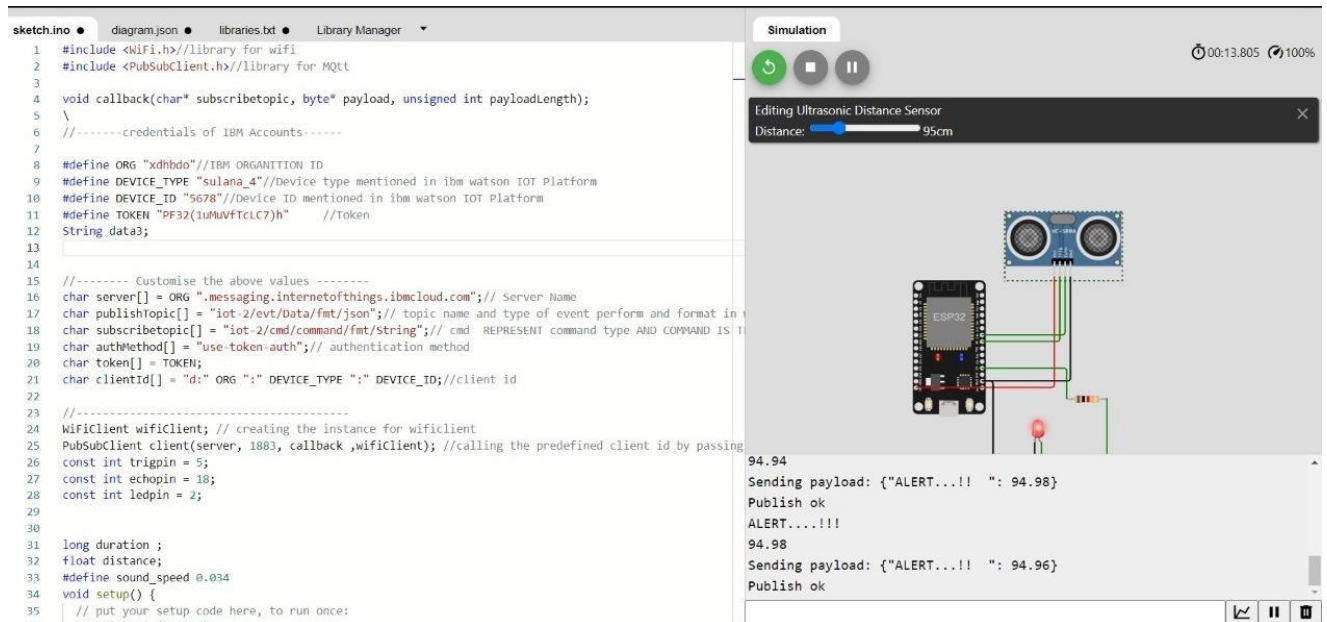 sketch.ino ● diagram.json ● libraries.txt ● Library Manager ▼
1 #include <WiFi.h>//library for wifi
2 #include <PubSubClient.h>//library for MQtt
3
4 void callback(char* subscribetopic, byte* payload, unsigned int payloadLength);
5 \
6 //-------credentials of IBM Accounts------
7
8 #define ORG "xdhbdo"//IBM ORGANITTION ID
9 #define DEVICE_TYPE "sulana_4"//Device type mentioned in ibm watson IOT Platform
10 #define DEVICE_ID "5678"//Device ID mentioned in ibm watson IOT Platform
11 #define TOKEN "PF32(1uMuVfTcLC7)h" //Token
12 String data3;
13
14
15 //-------- Customise the above values --------
16 char server[] = ORG ".messaging.internetofthings.ibmcloud.com";// Server Name
17 char publishTopic[] = "iot-2/evt/Data/fmt/json";// topic name and type of event perform and format in
18 char subscribetopic[] = "iot-2/cmd/command/fmt/String";// cmd REPRESENT command type AND COMMAND IS T
19 char authMethod[] = "use-token-auth";// authentication method
20 char token[] = TOKEN;
21 char clientId[] = "d:" ORG ":" DEVICE_TYPE ":" DEVICE_ID;//client id
22
23 //-----------------------------------------
24 WiFiClient wifiClient; // creating the instance for wificlient
25 PubSubClient client(server, 1883, callback ,wifiClient); //calling the predefined client id by passing
26 const int trigpin = 5;
27 const int echopin = 18;
28 const int ledpin = 2;
29
30
31 long duration ;
32 float distance;
33 #define sound_speed 0.034
34 void setup() {
35 // put your setup code here, to run once:
Simulation
00:13.805 100%
Editing Ultrasonic Distance Sensor
Distance: 95cm
ESP32
94.94
Sending payload: {"ALERT...!! ": 94.98}
Publish ok
ALERT....!!!
94.98
Sending payload: {"ALERT...!! ": 94.96}
Publish ok